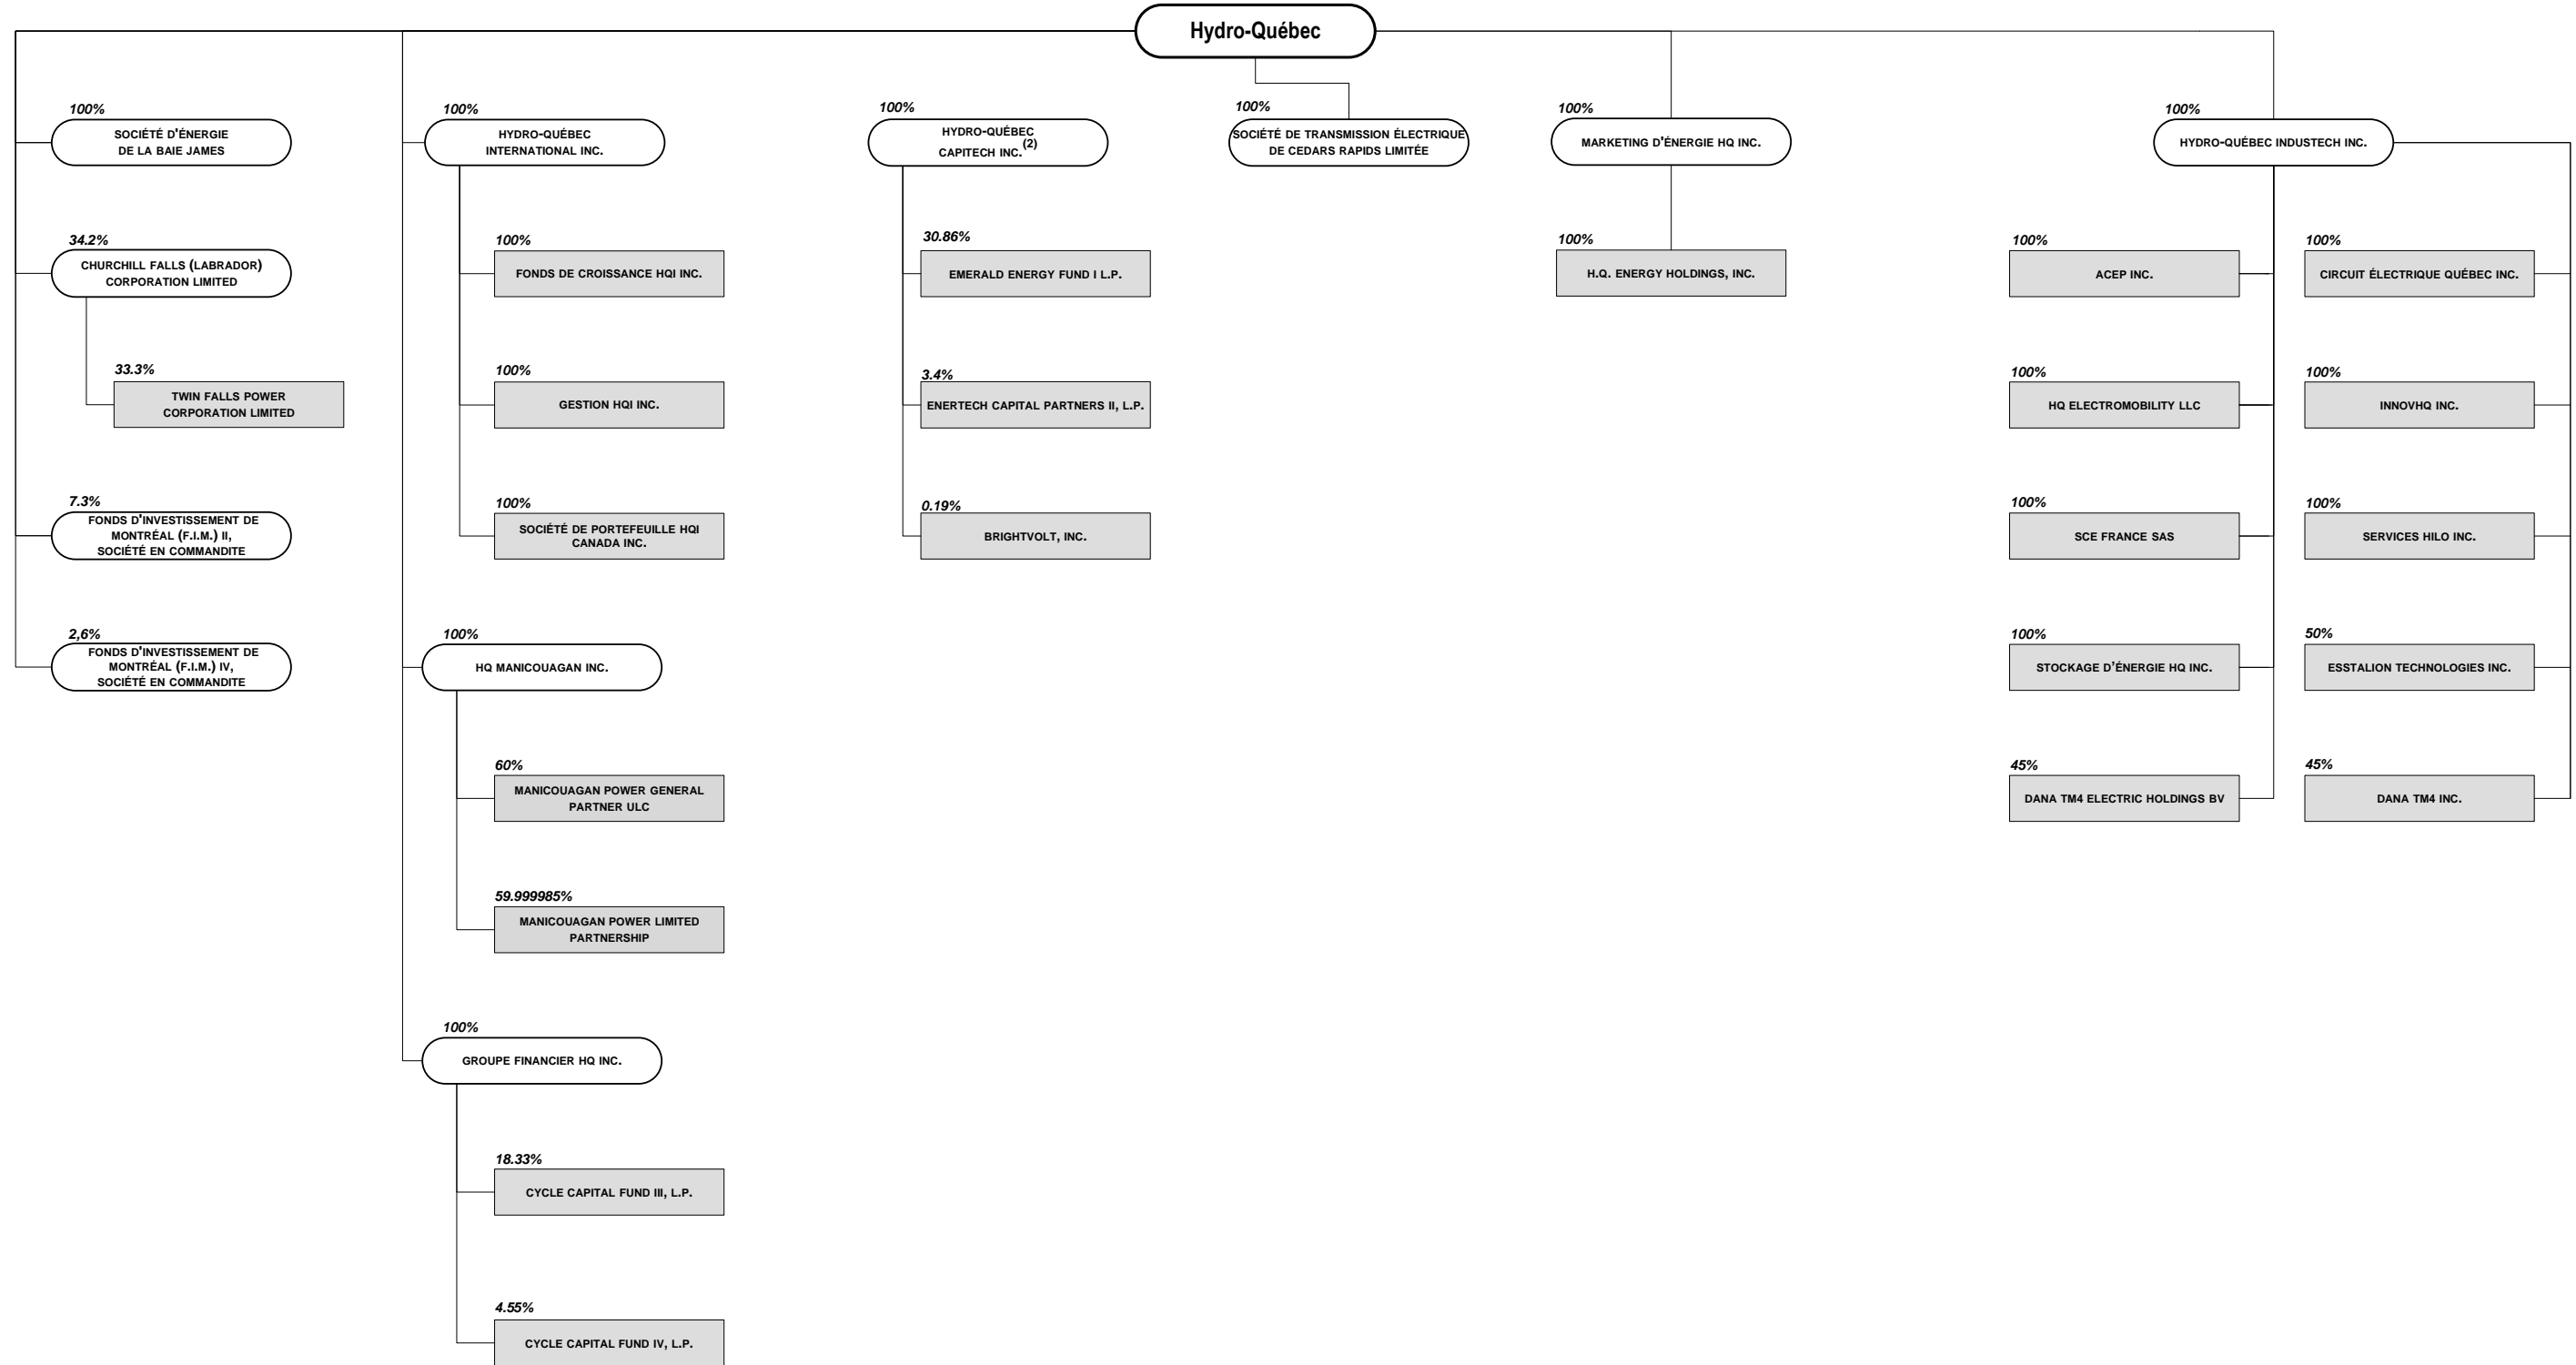 Hydro-Québec
100%
SOCIÉTÉ D'ÉNERGIE
DE LA BAIE JAMES
34.2%
CHURCHILL FALLS (LABRADOR)
CORPORATION LIMITED
33.3%
TWIN FALLS POWER
CORPORATION LIMITED
7.3%
FONDS D'INVESTISSEMENT DE
MONTRÉAL (F.I.M.) II,
SOCIÉTÉ EN COMMANDITE
2,6%
FONDS D'INVESTISSEMENT DE
MONTRÉAL (F.I.M.) IV,
SOCIÉTÉ EN COMMANDITE
100%
HYDRO-QUÉBEC
INTERNATIONAL INC.
100%
FONDS DE CROISSANCE HQI INC.
100%
GESTION HQI INC.
100%
SOCIÉTÉ DE PORTEFEUILLE HQI
CANADA INC.
100%
HQ MANICOUAGAN INC.
60%
MANICOUAGAN POWER GENERAL
PARTNER ULC
59.999985%
MANICOUAGAN POWER LIMITED
PARTNERSHIP
100%
GROUPE FINANCIER HQ INC.
18.33%
CYCLE CAPITAL FUND III, L.P.
4.55%
CYCLE CAPITAL FUND IV, L.P.
100%
HYDRO-QUÉBEC
CAPITECH INC.(2)
30.86%
EMERALD ENERGY FUND I L.P.
3.4%
ENERTECH CAPITAL PARTNERS II, L.P.
0.19%
BRIGHTVOLT, INC.
100%
SOCIÉTÉ DE TRANSMISSION ÉLECTRIQUE
DE CEDARS RAPIDS LIMITÉE
100%
MARKETING D'ÉNERGIE HQ INC.
100%
H.Q. ENERGY HOLDINGS, INC.
100%
HYDRO-QUÉBEC INDUSTECH INC.
100%
ACEP INC.
100%
HQ ELECTROMOBILITY LLC
100%
SCE FRANCE SAS
100%
STOCKAGE D’ÉNERGIE HQ INC.
45%
DANA TM4 ELECTRIC HOLDINGS BV
100%
CIRCUIT ÉLECTRIQUE QUÉBEC INC.
100%
INNOVHQ INC.
100%
SERVICES HILO INC.
50%
ESSTALION TECHNOLOGIES INC.
45%
DANA TM4 INC.